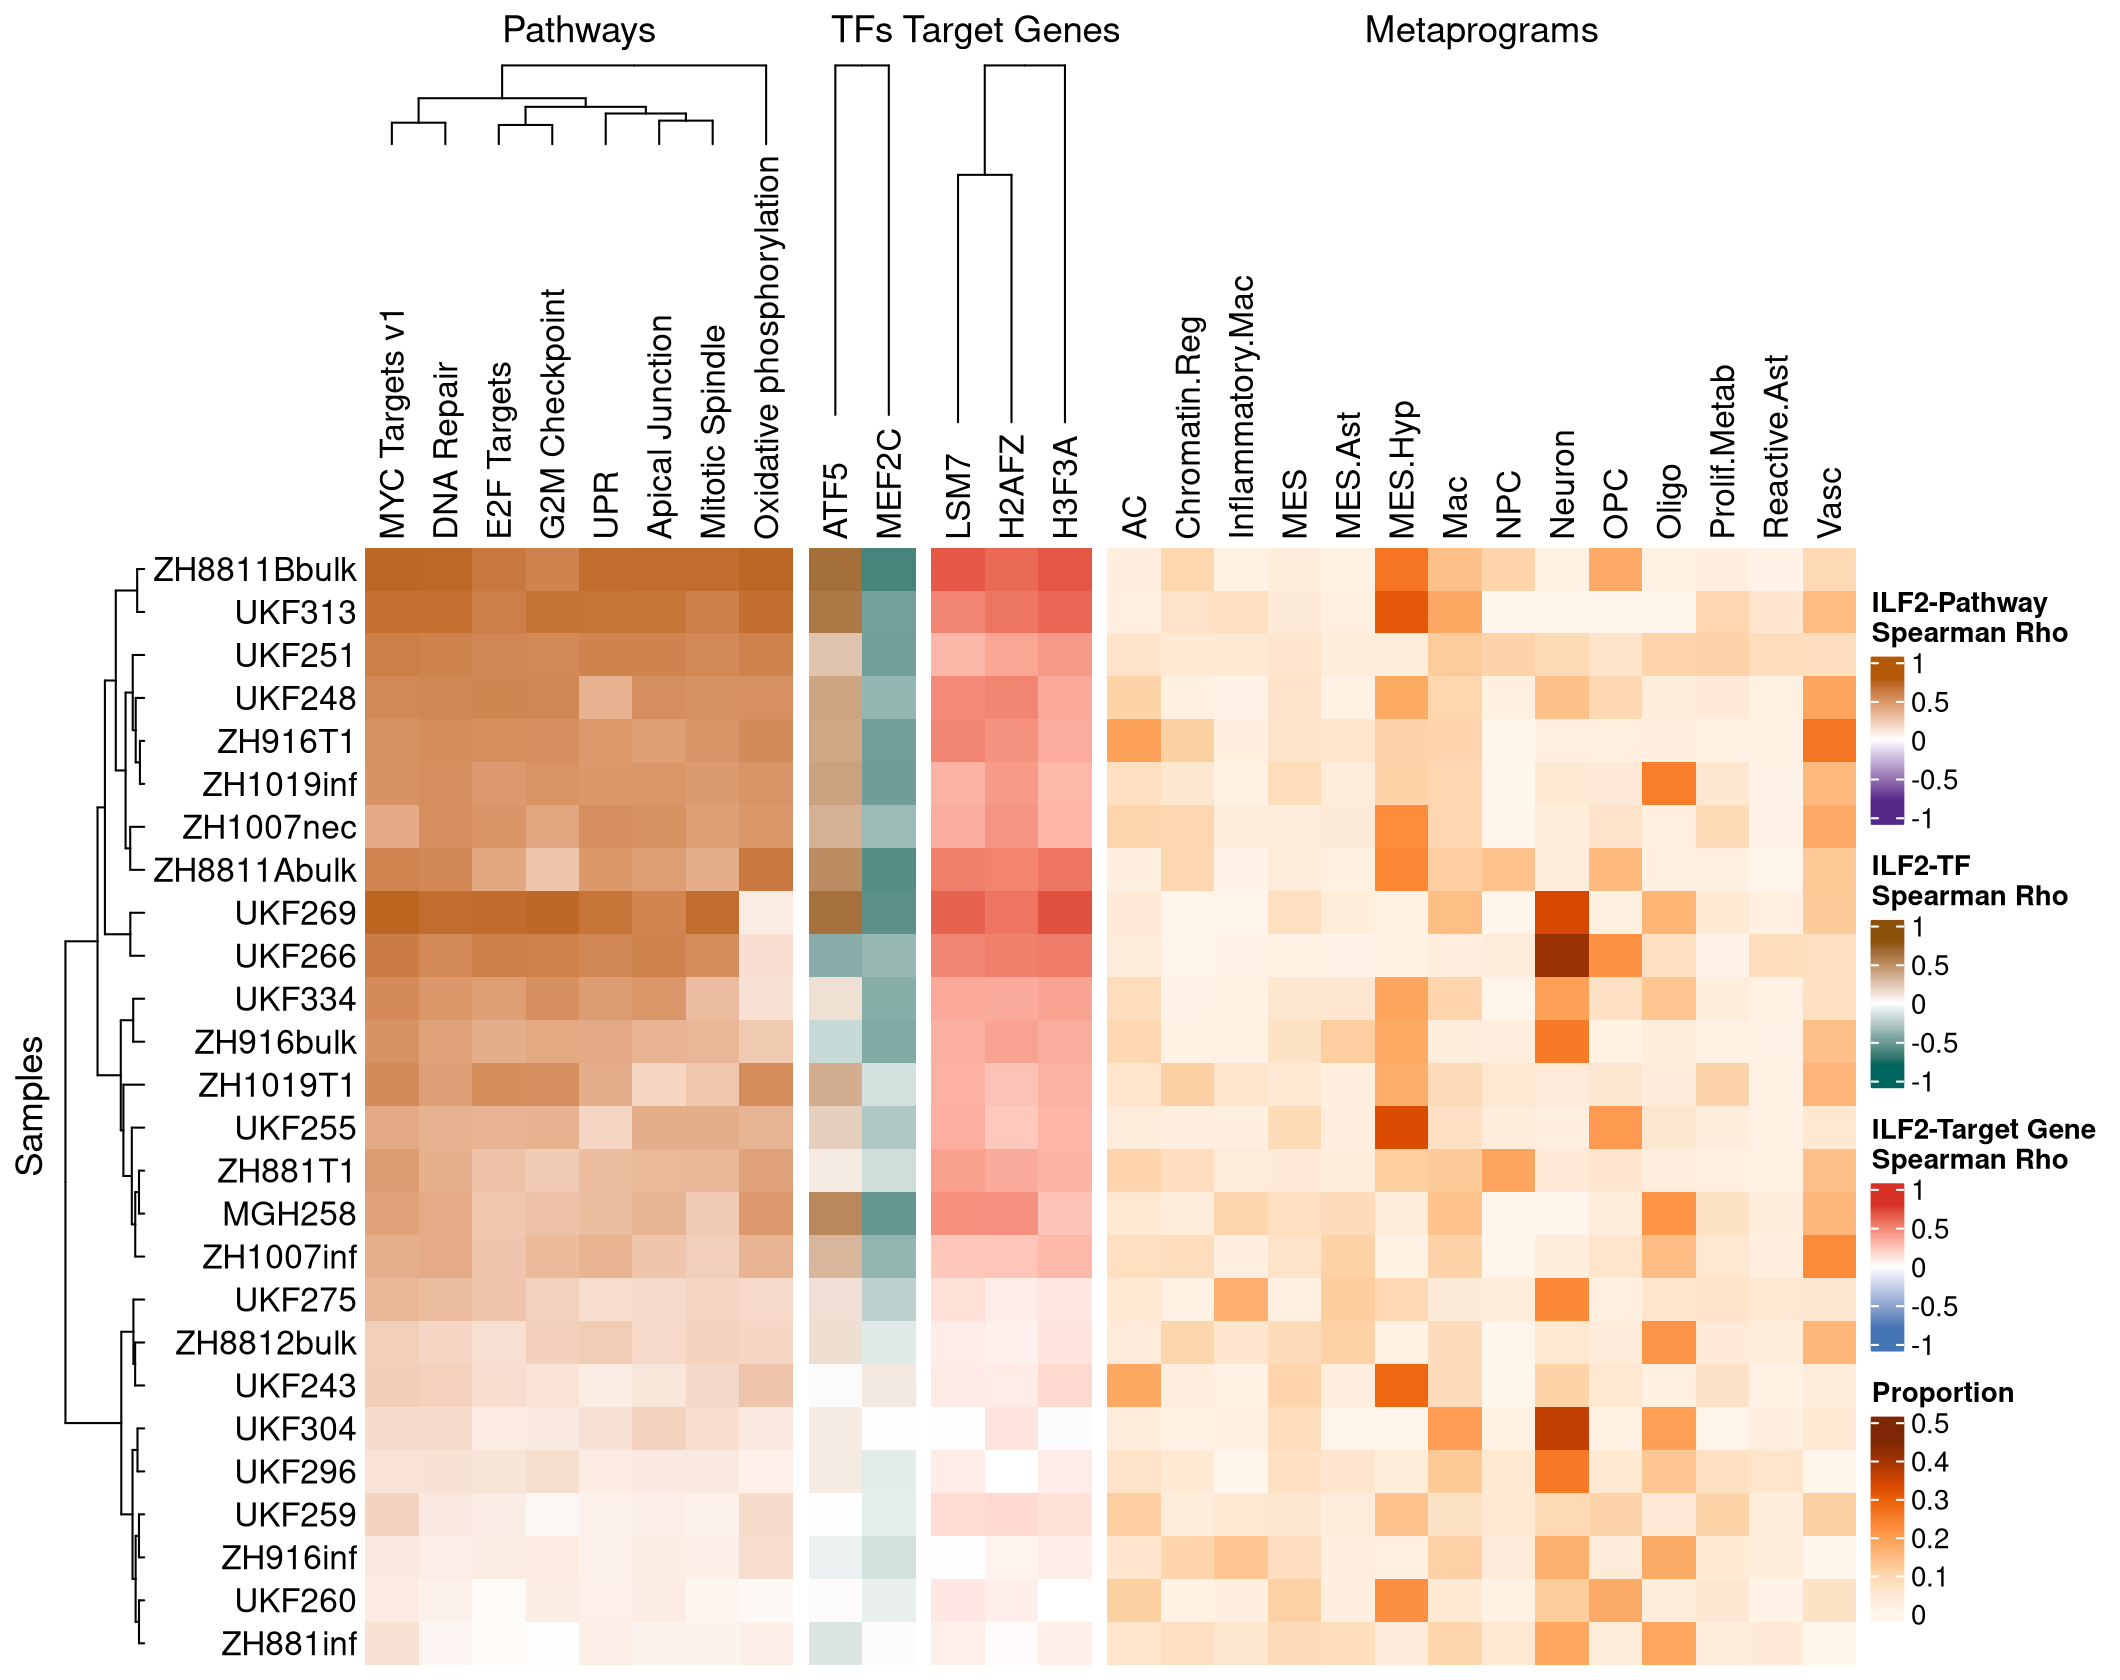 Pathways
TFs
Target Genes
Metaprograms
MYC Targets v1
DNA Repair
E2F Targets
G2M Checkpoint
UPR
Apical Junction
Mitotic Spindle
Oxidative phosphorylation
ATF5
MEF2C
LSM7
H2AFZ
H3F3A
AC
Chromatin.Reg
Inflammatory.Mac
MES
MES.Ast
MES.Hyp
Mac
NPC
Neuron
OPC
Oligo
Prolif.Metab
Reactive.Ast
Vasc
Samples
ZH8811Bbulk
UKF313
UKF251
UKF248
ZH916T1
ZH1019inf
ZH1007nec
ZH8811Abulk
UKF269
UKF266
UKF334
ZH916bulk
ZH1019T1
UKF255
ZH881T1
MGH258
ZH1007inf
UKF275
ZH8812bulk
UKF243
UKF304
UKF296
UKF259
ZH916inf
UKF260
ZH881inf
ILF2-Pathway
Spearman Rho
1
0.5
0
-0.5
-1
ILF2-TF
Spearman Rho
1
0.5
0
-0.5
-1
ILF2-Target Gene
Spearman Rho
1
0.5
0
-0.5
-1
Proportion
0.5
0.4
0.3
0.2
0.1
0